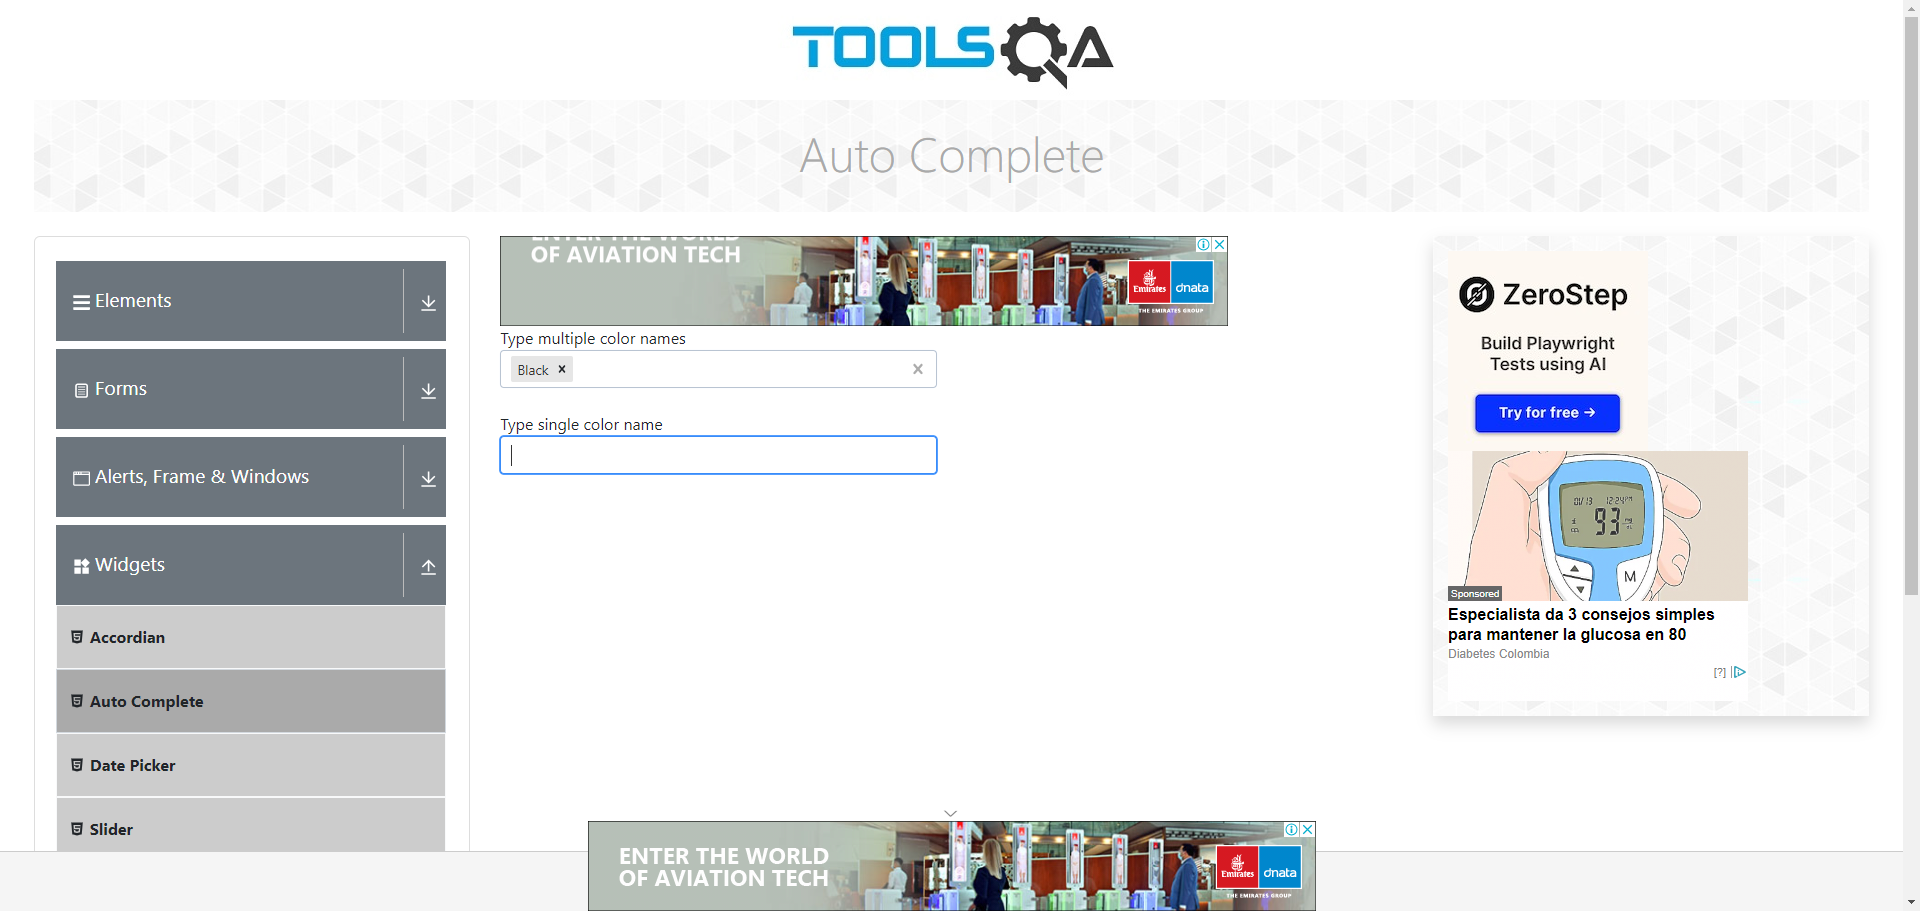 TOOLSQA
Auto Complete
Elements
Forms
Alerts, Frame & Windows
Widgets
Accordian
Auto Complete
Date Picker
Slider
OF AVIATION TECH
Emirates
dnata
THE EMIRATES GROUP
Type multiple color names
Black
Type single color name
ZeroStep
Build Playwright
Tests using AI
Try for free →
01/13 12:24PM
93
M
Sponsored
Especialista da 3 consejos simples
para mantener la glucosa en 80
Diabetes Colombia
[?]
ENTER THE WORLD
OF AVIATION TECH
Emirates
dnata
THE EMIRATES GROUP